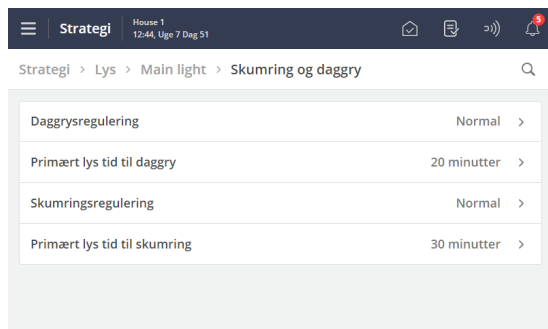 Strategi
House 1
12:44, Uge 7 Dag 51
5
Strategi > Lys > Main light > Skumring og daggry
Daggrysregulering Normal >
Primært lys tid til daggry 20 minutter >
Skumringsregulering Normal >
Primært lys tid til skumring 30 minutter >